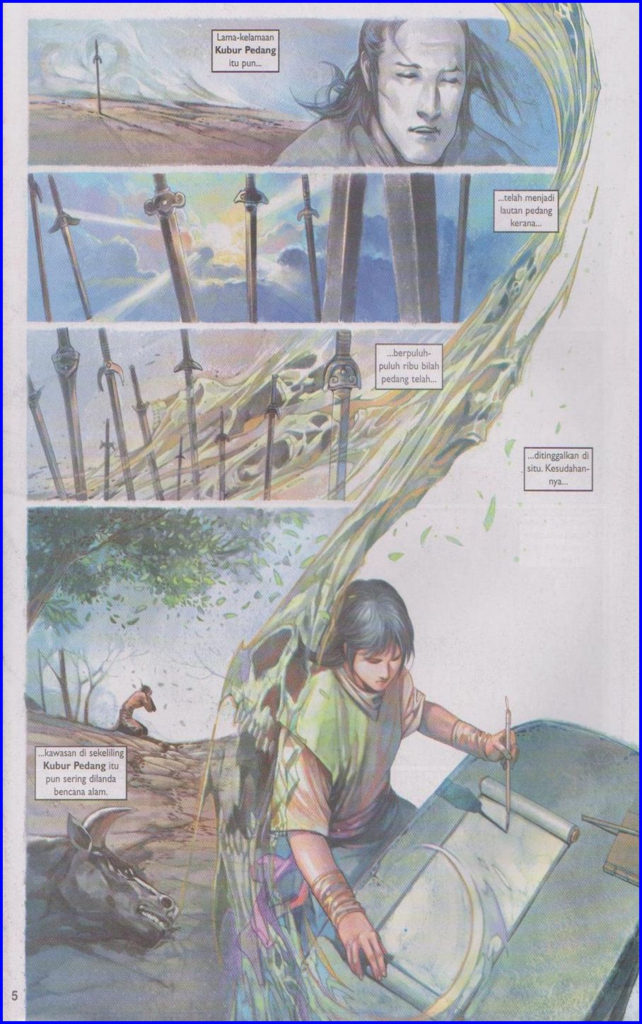 Lama-kelamaan
Kubur Pedang
itu pun...
...telah menjadi
lautan pedang
kerana...
...berpuluh-
puluh ribu bilah
pedang telah...
...ditinggalkan di
situ. Kesudahan-
nya...
...kawasan di sekeliling
Kubur Pedang itu
pun sering dilanda
bencana alam.
5